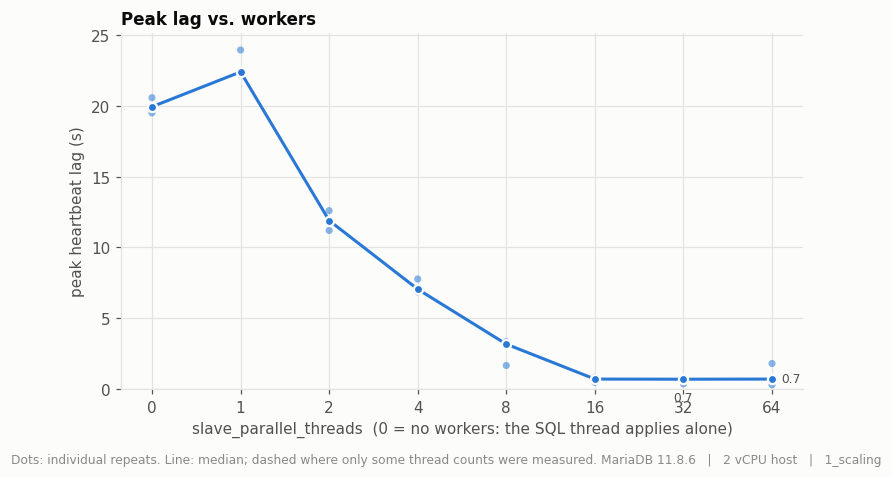 Peak lag vs. workers
25
20
15
10
5
0
peak heartbeat lag (s)
0.7
0.7
0 1 2 4 8 16 32 64
slave_parallel_threads (0 = no workers: the SQL thread applies alone)
Dots: individual repeats. Line: median; dashed where only some thread counts were measured. MariaDB 11.8.6 | 2 vCPU host | 1_scaling